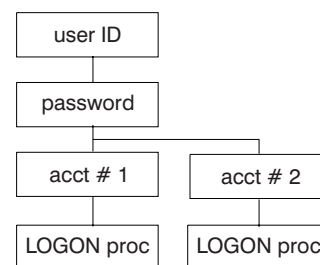 user ID
password
acct # 1
acct # 2
LOGON proc
LOGON proc